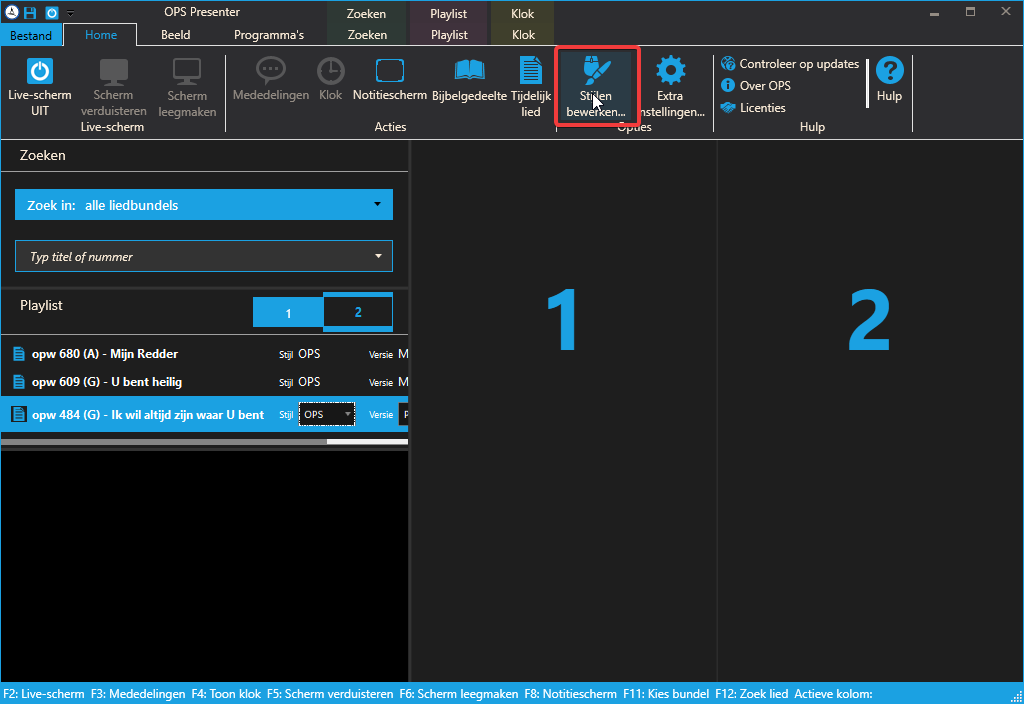 OPS Presenter
Zoeken Playlist Klok
Bestand Home Beeld Programma's Zoeken Playlist Klok
Live-scherm UIT
Scherm verduisteren
Scherm leegmaken
Live-scherm
Mededelingen
Klok
Notitiescherm
Bijbelgedeelte
Tijdelijk lied
Acties
Stijlen bewerken...
Extra nstellingen...
Opties
Controleer op updates
Over OPS
Licenties
Hulp
Hulp
Zoeken
Zoek in: alle liedbundels
Typ titel of nummer
Playlist 1 2
opw 680 (A) - Mijn Redder Stijl OPS Versie M
opw 609 (G) - U bent heilig Stijl OPS Versie M
opw 484 (G) - Ik wil altijd zijn waar U bent Stijl OPS Versie P
1 2
F2: Live-scherm F3: Mededelingen F4: Toon klok F5: Scherm verduisteren F6: Scherm leegmaken F8: Notitiescherm F11: Kies bundel F12: Zoek lied Actieve kolom: